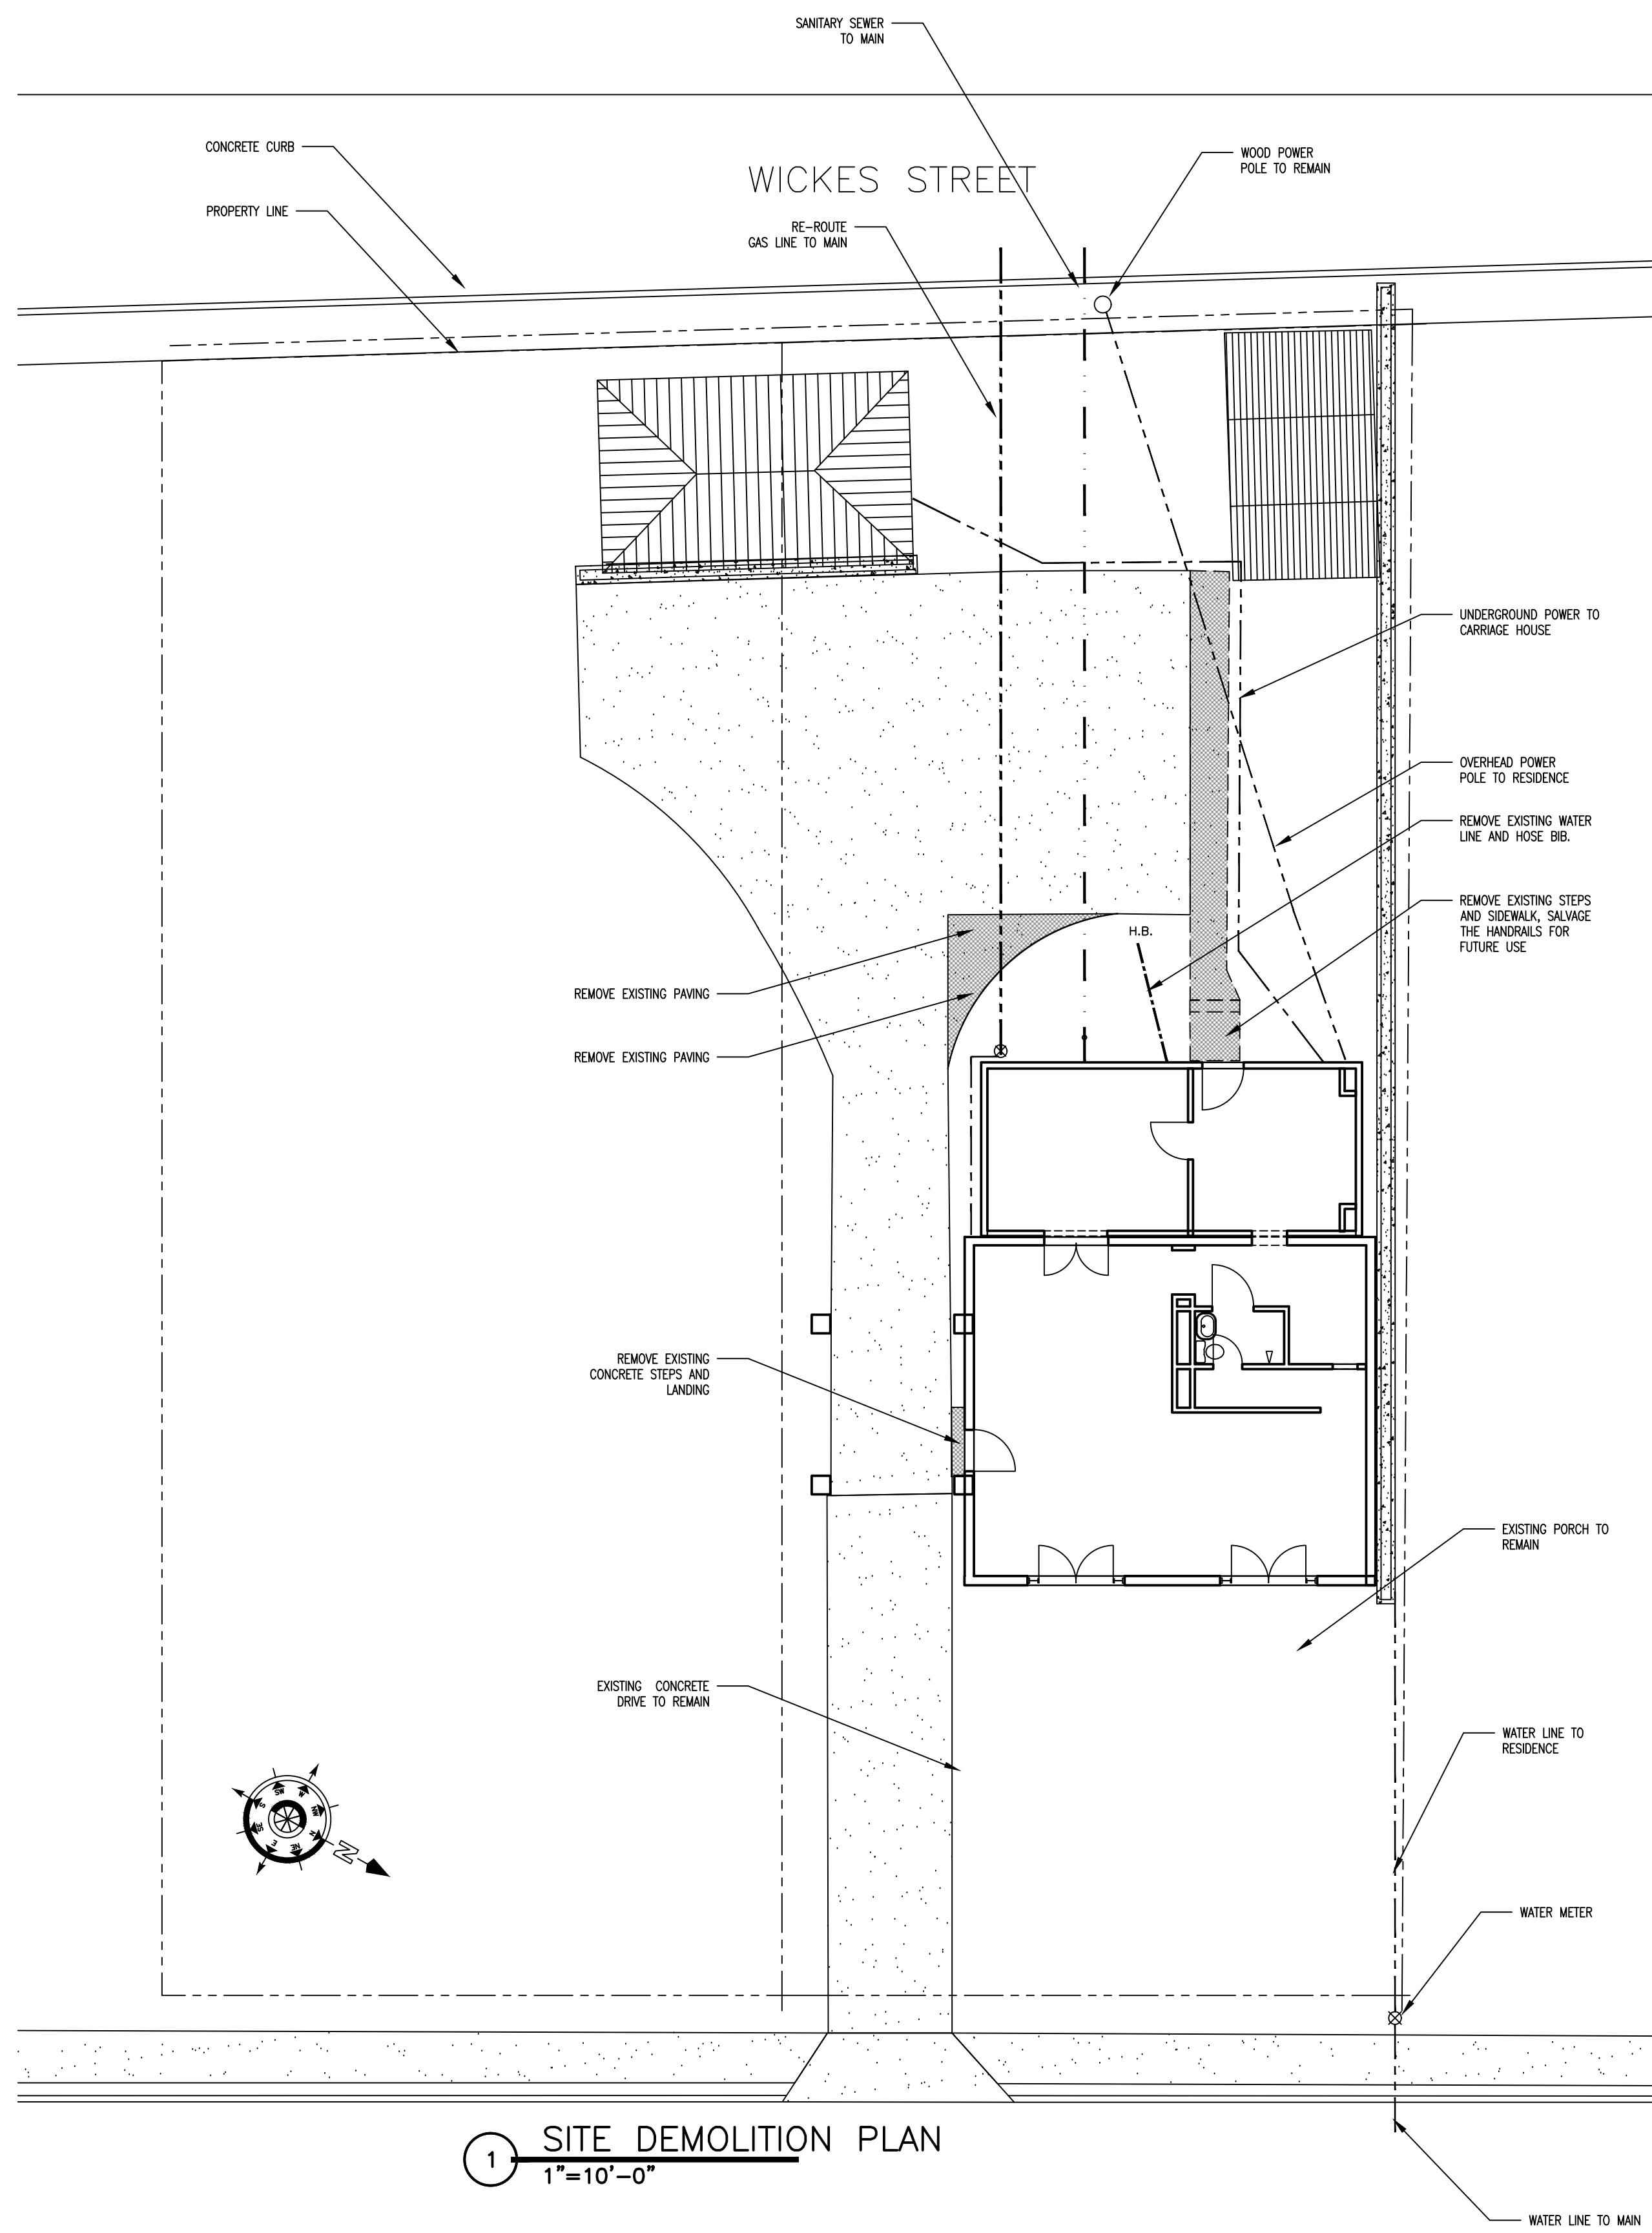 SANITARY SEWER
TO MAIN
CONCRETE CURB
WOOD POWER
POLE TO REMAIN
WICKES STREET
PROPERTY LINE
RE-ROUTE
GAS LINE TO MAIN
UNDERGROUND POWER TO
CARRIAGE HOUSE
OVERHEAD POWER
POLE TO RESIDENCE
REMOVE EXISTING WATER
LINE AND HOSE BIB.
REMOVE EXISTING STEPS
AND SIDEWALK, SALVAGE
THE HANDRAILS FOR
FUTURE USE
H.B.
REMOVE EXISTING PAVING
REMOVE EXISTING PAVING
REMOVE EXISTING
CONCRETE STEPS AND
LANDING
EXISTING PORCH TO
REMAIN
EXISTING CONCRETE
DRIVE TO REMAIN
WATER LINE TO
RESIDENCE
SW
W
S
NW
SE
N
E
NE
N
WATER METER
1
SITE DEMOLITION PLAN
1"=10'-0"
WATER LINE TO MAIN